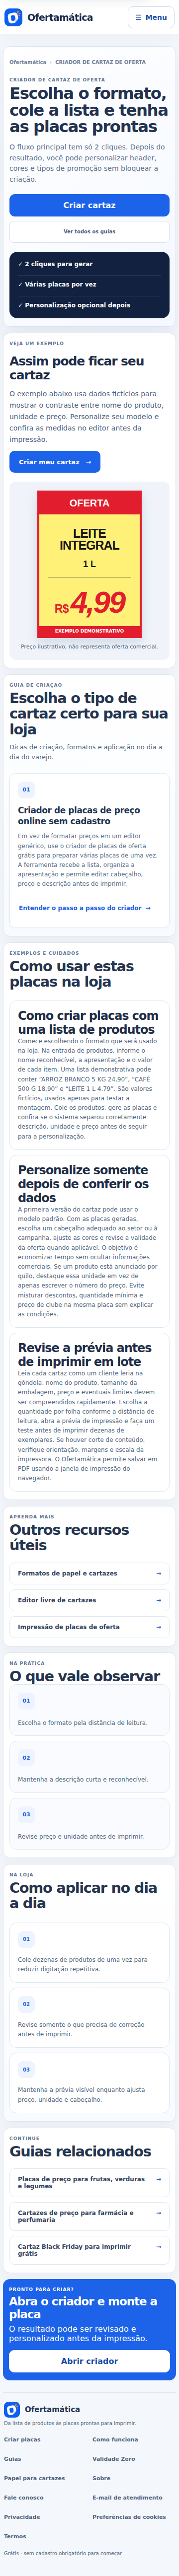 Ofertamática
☰ Menu
Ofertamática › CRIADOR DE CARTAZ DE OFERTA
CRIADOR DE CARTAZ DE OFERTA
Escolha o formato,
cole a lista e tenha
as placas prontas
O fluxo principal tem só 2 cliques. Depois do
resultado, você pode personalizar header,
cores e tipos de promoção sem bloquear a
criação.
Criar cartaz
Ver todos os guias
✓ 2 cliques para gerar
✓ Várias placas por vez
✓ Personalização opcional depois
VEJA UM EXEMPLO
Assim pode ficar seu
cartaz
O exemplo abaixo usa dados fictícios para
mostrar o contraste entre nome do produto,
unidade e preço. Personalize seu modelo e
confira as medidas no editor antes da
impressão.
Criar meu cartaz →
OFERTA
LEITE
INTEGRAL
1 L
R$4,99
EXEMPLO DEMONSTRATIVO
Preço ilustrativo; não representa oferta comercial.
GUIA DE CRIAÇÃO
Escolha o tipo de
cartaz certo para sua
loja
Dicas de criação, formatos e aplicação no dia a
dia do varejo.
01
Criador de placas de preço
online sem cadastro
Em vez de formatar preços em um editor
genérico, use o criador de placas de oferta
grátis para preparar várias placas de uma vez.
A ferramenta recebe a lista, organiza a
apresentação e permite editar cabeçalho,
preço e descrição antes de imprimir.
Entender o passo a passo do criador →
EXEMPLOS E CUIDADOS
Como usar estas
placas na loja
Como criar placas com
uma lista de produtos
Comece escolhendo o formato que será usado
na loja. Na entrada de produtos, informe o
nome reconhecível, a apresentação e o valor
de cada item. Uma lista demonstrativa pode
conter “ARROZ BRANCO 5 KG 24,90”, “CAFÉ
500 G 18,90” e “LEITE 1 L 4,79”. São valores
fictícios, usados apenas para testar a
montagem. Cole os produtos, gere as placas e
confira se o sistema separou corretamente
descrição, unidade e preço antes de seguir
para a personalização.
Personalize somente
depois de conferir os
dados
A primeira versão do cartaz pode usar o
modelo padrão. Com as placas geradas,
escolha um cabeçalho adequado ao setor ou à
campanha, ajuste as cores e revise a validade
da oferta quando aplicável. O objetivo é
economizar tempo sem ocultar informações
comerciais. Se um produto está anunciado por
quilo, destaque essa unidade em vez de
apenas escrever o número do preço. Evite
misturar descontos, quantidade mínima e
preço de clube na mesma placa sem explicar
as condições.
Revise a prévia antes
de imprimir em lote
Leia cada cartaz como um cliente leria na
gôndola: nome do produto, tamanho da
embalagem, preço e eventuais limites devem
ser compreendidos rapidamente. Escolha a
quantidade por folha conforme a distância de
leitura, abra a prévia de impressão e faça um
teste antes de imprimir dezenas de
exemplares. Se houver corte de conteúdo,
verifique orientação, margens e escala da
impressora. O Ofertamática permite salvar em
PDF usando a janela de impressão do
navegador.
APRENDA MAIS
Outros recursos
úteis
Formatos de papel e cartazes →
Editor livre de cartazes →
Impressão de placas de oferta →
NA PRÁTICA
O que vale observar
01
Escolha o formato pela distância de leitura.
02
Mantenha a descrição curta e reconhecível.
03
Revise preço e unidade antes de imprimir.
NA LOJA
Como aplicar no dia
a dia
01
Cole dezenas de produtos de uma vez para
reduzir digitação repetitiva.
02
Revise somente o que precisa de correção
antes de imprimir.
03
Mantenha a prévia visível enquanto ajusta
preço, unidade e cabeçalho.
CONTINUE
Guias relacionados
Placas de preço para frutas, verduras →
e legumes
Cartazes de preço para farmácia e →
perfumaria
Cartaz Black Friday para imprimir →
grátis
PRONTO PARA CRIAR?
Abra o criador e monte a
placa
O resultado pode ser revisado e
personalizado antes da impressão.
Abrir criador
Ofertamática
Da lista de produtos às placas prontas para imprimir.
Criar placas
Como funciona
Guias
Validade Zero
Papel para cartazes
Sobre
Fale conosco
E-mail de atendimento
Privacidade
Preferências de cookies
Termos
Grátis · sem cadastro obrigatório para começar